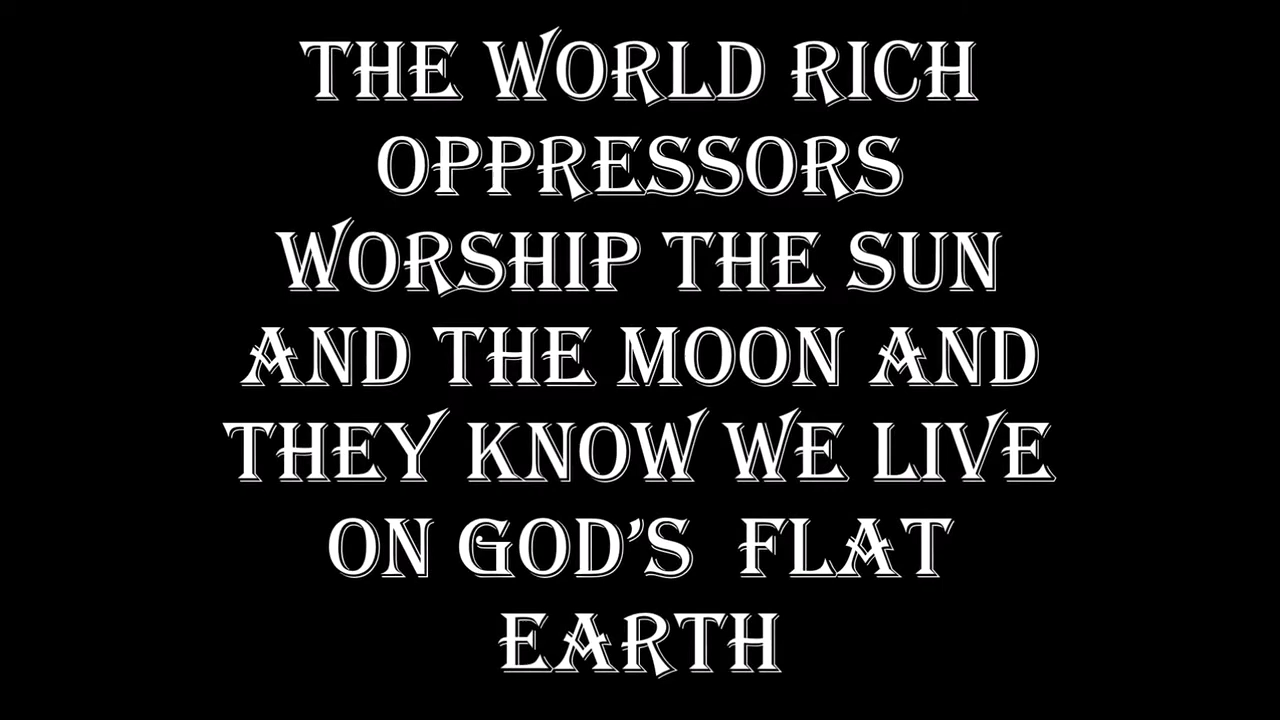 THE WORLD RICH
OPPRESSORS
WORSHIP THE SUN
AND THE MOON AND
THEY KNOW WE LIVE
ON GOD'S  FLAT
EARTH